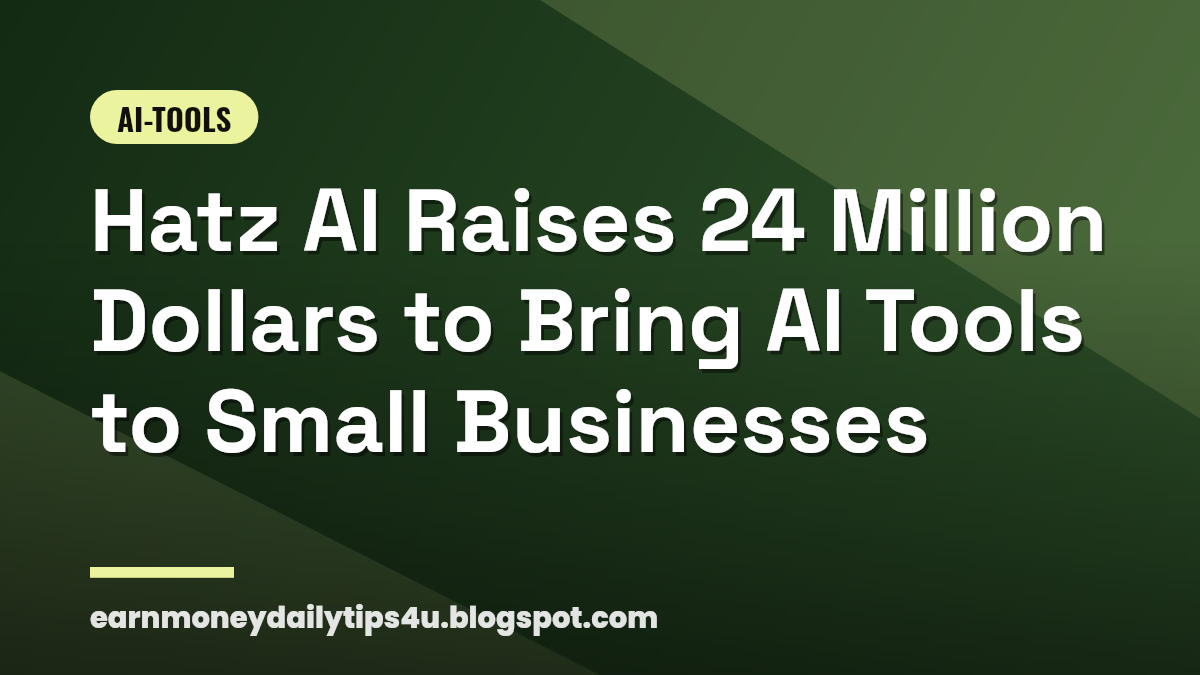 AI-TOOLS
Hatz AI Raises 24 Million
Dollars to Bring AI Tools
to Small Businesses
earnmoneydailytips4u.blogspot.com